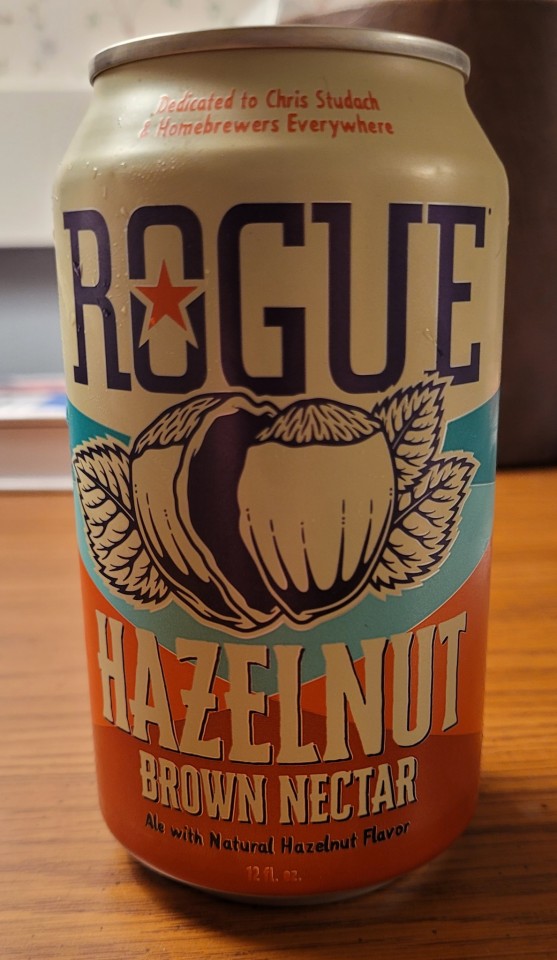 Dedicated to Chris Studach
& Homebrewers Everywhere
ROGUE
HAZELNUT
BROWN NECTAR
Ale with Natural Hazelnut Flavor
12 fl. oz.